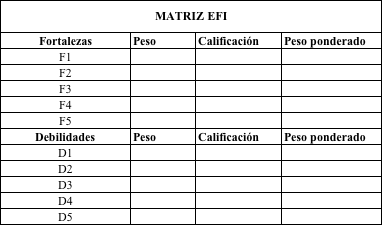 MATRIZ EFI
Fortalezas Peso Calificación Peso ponderado
F1
F2
F3
F4
F5
Debilidades Peso Calificación Peso ponderado
D1
D2
D3
D4
D5